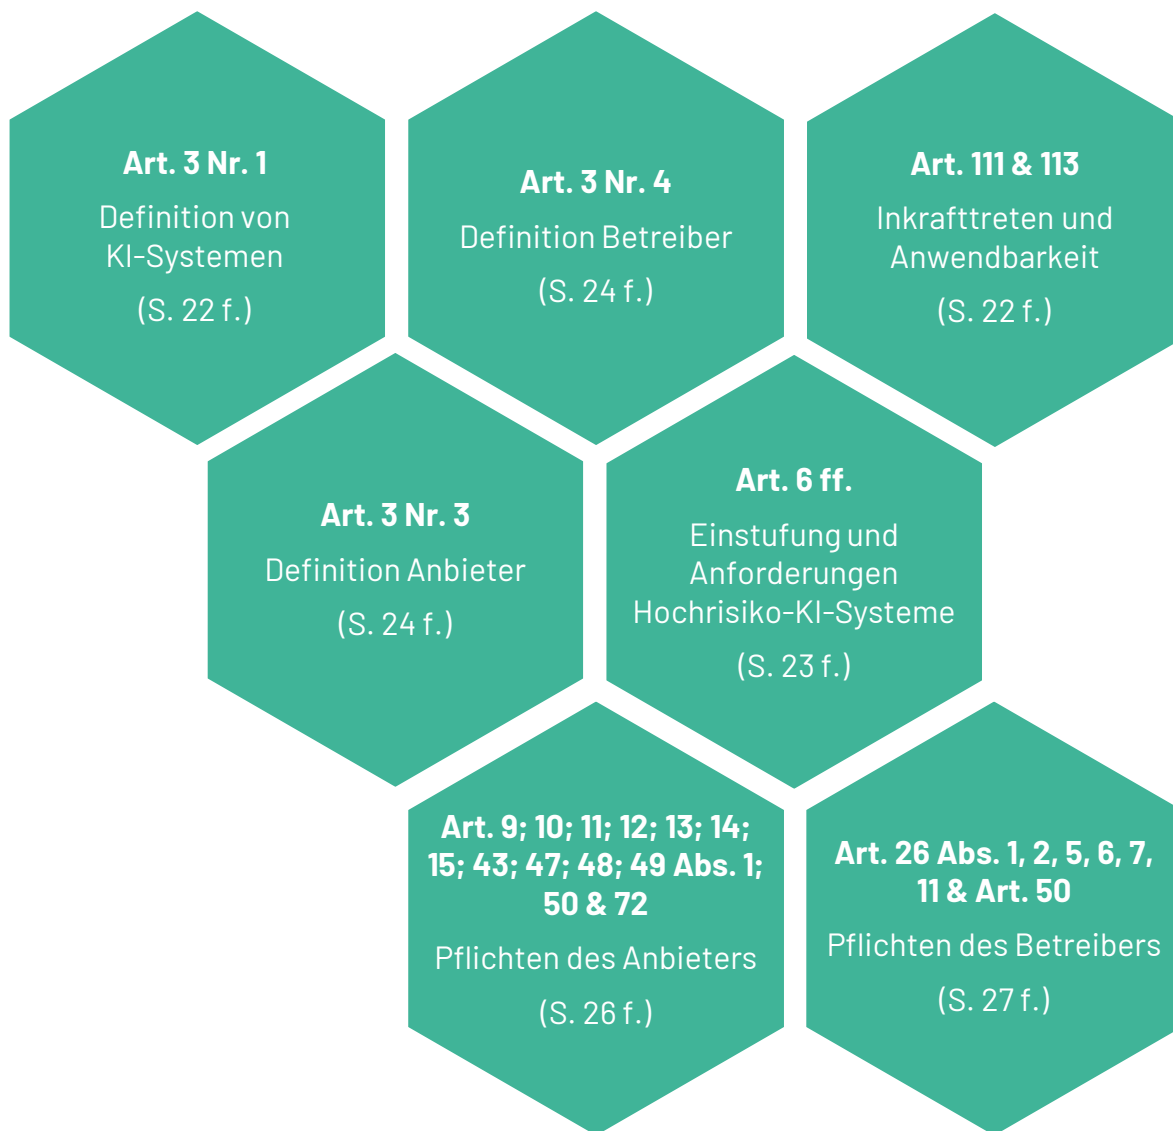 Art. 3 Nr. 1
Definition von
KI-Systemen
(S. 22 f.)
Art. 3 Nr. 4
Definition Betreiber
(S. 24 f.)
Art. 111 & 113
Inkrafttreten und
Anwendbarkeit
(S. 22 f.)
Art. 3 Nr. 3
Definition Anbieter
(S. 24 f.)
Art. 6 ff.
Einstufung und
Anforderungen
Hochrisiko-KI-Systeme
(S. 23 f.)
Art. 9; 10; 11; 12; 13; 14;
15; 43; 47; 48; 49 Abs. 1;
50 & 72
Pflichten des Anbieters
(S. 26 f.)
Art. 26 Abs. 1, 2, 5, 6, 7,
11 & Art. 50
Pflichten des Betreibers
(S. 27 f.)